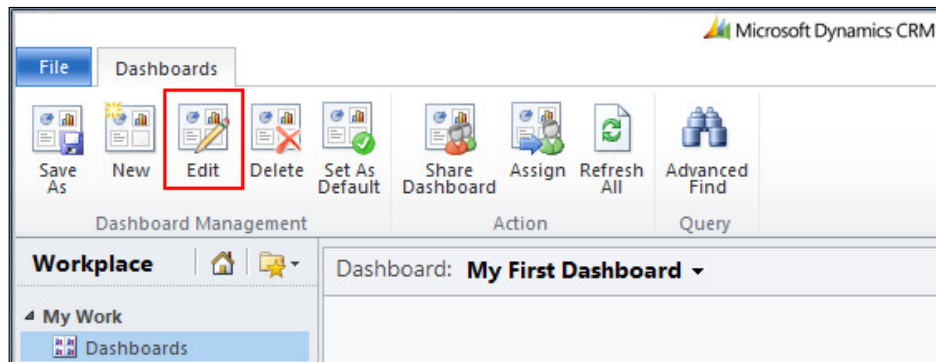 Microsoft Dynamics CRM
File Dashboards
Save As New Edit Delete Set As Default Share Dashboard Assign Refresh All Advanced Find
Dashboard Management Action Query
Workplace Dashboard: My First Dashboard
My Work
Dashboards